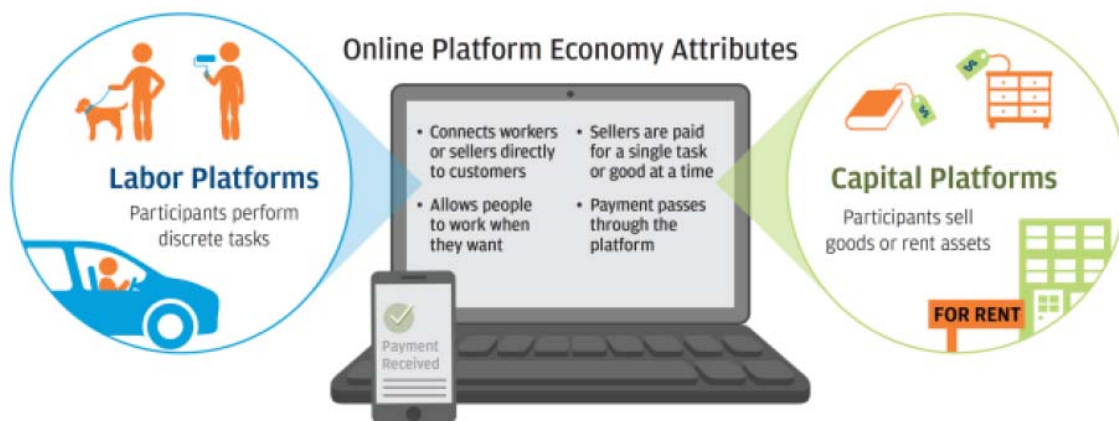 Online Platform Economy Attributes
Labor Platforms
Participants perform
discrete tasks
• Connects workers
or sellers directly
to customers
• Allows people
to work when
they want
• Sellers are paid
for a single task
or good at a time
• Payment passes
through the
platform
Payment
Received
$
$
Capital Platforms
Participants sell
goods or rent assets
FOR RENT